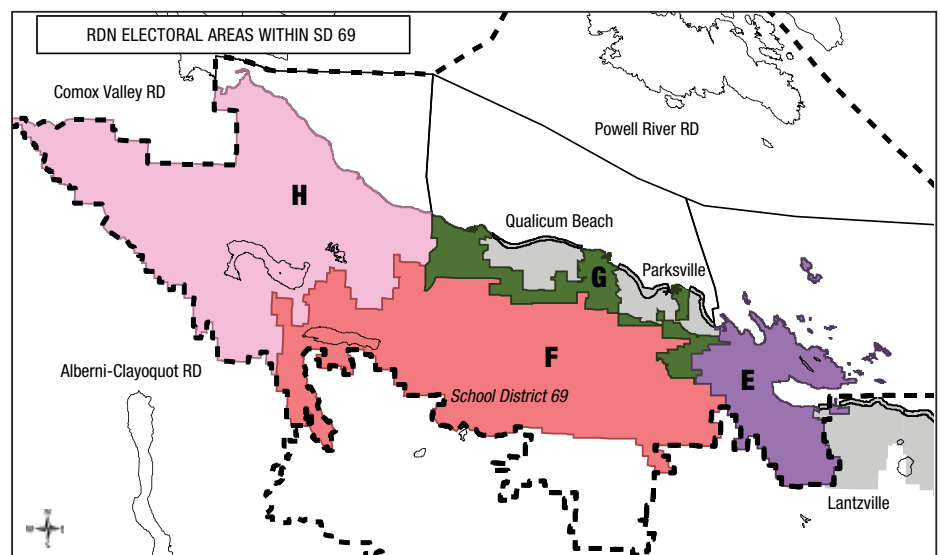 RDN ELECTORAL AREAS WITHIN SD 69
Comox Valley RD
Powell River RD
H
Qualicum Beach
G
Parksville
F
E
Alberni-Clayoquot RD
School District 69
Lantzville